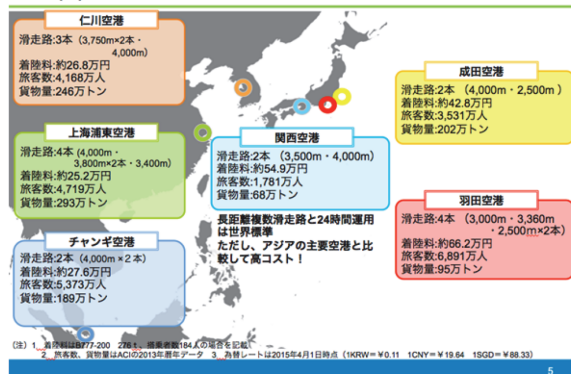 仁川空港
滑走路:3本（3,750m×2本・
4,000m）
着陸料:約26.8万円
旅客数:4,168万人
貨物量:246万トン
上海浦東空港
滑走路:4本（4,000m・
3,800m×2本・3,400m）
着陸料:約25.2万円
旅客数:4,719万人
貨物量:293万トン
チャンギ空港
滑走路:2本（4,000m×2本）
着陸料:約27.6万円
旅客数:5,373万人
貨物量:189万トン
関西空港
滑走路:2本（3,500m・4,000m）
着陸料:約54.9万円
旅客数:1,781万人
貨物量:68万トン
長距離複数滑走路と24時間運用
は世界標準
ただし、アジアの主要空港と比
較して高コスト！
成田空港
滑走路:2本（4,000m・2,500m）
着陸料:約42.8万円
旅客数:3,531万人
貨物量:202万トン
羽田空港
滑走路:4本（3,000m・3,360m
・2,500m×2本）
着陸料:約66.2万円
旅客数:6,891万人
貨物量:95万トン
（注）1 着陸料はB777-200 276t、搭乗者数184人の場合を記載
2 旅客数、貨物量はACIの2013年暦年データ 3 為替レートは2015年4月1日時点（1KRW=¥0.11 1CNY=¥19.64 1SGD=¥88.33）
5